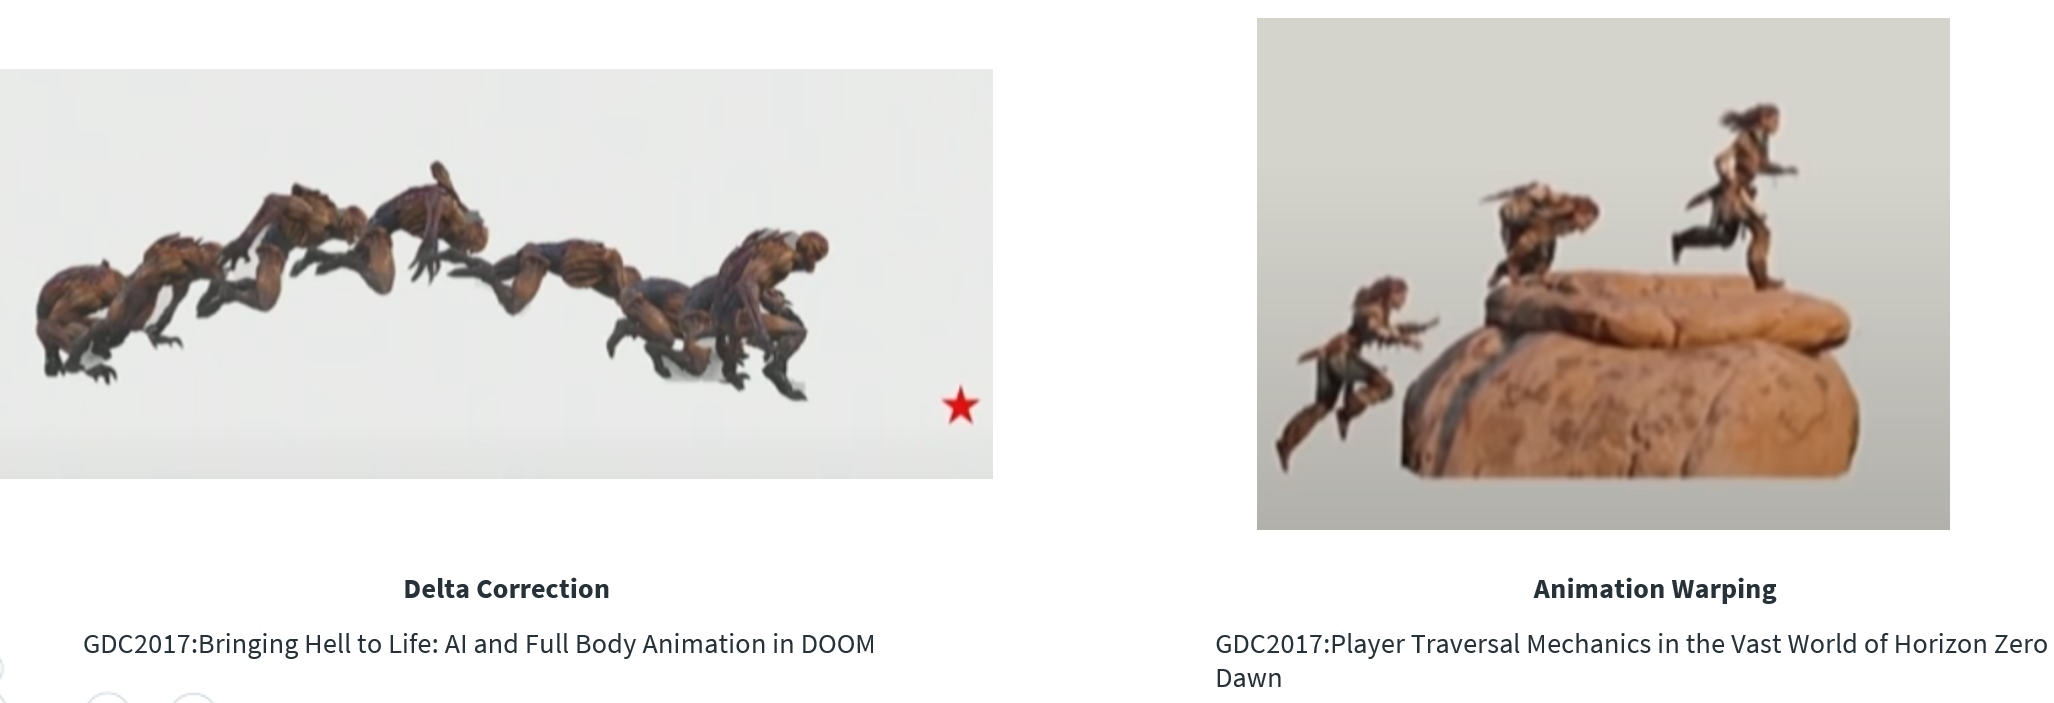 Delta Correction
GDC2017:Bringing Hell to Life: AI and Full Body Animation in DOOM
Animation Warping
GDC2017:Player Traversal Mechanics in the Vast World of Horizon Zero
Dawn